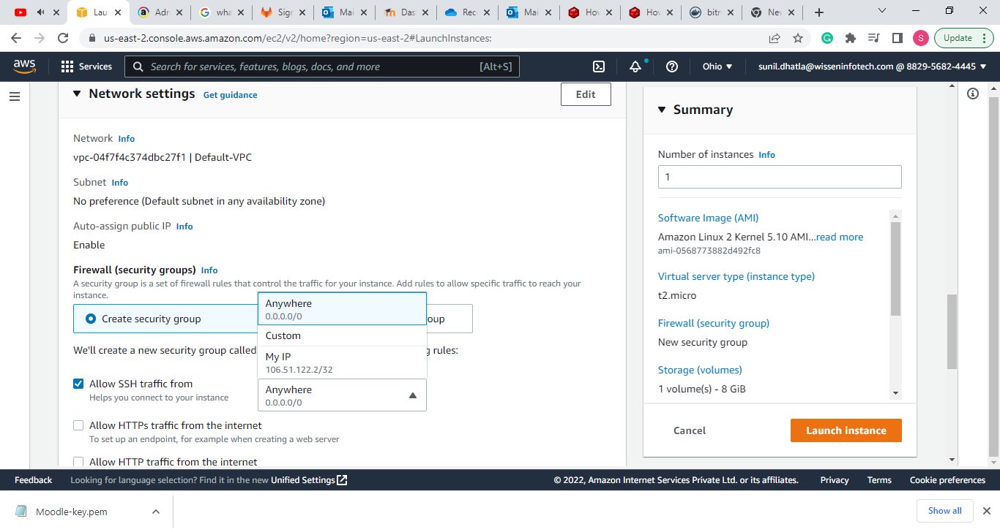 Lau
Adr
wha
Sigr
Mai
Das
Rec
Mai
Hov
Hov
bitr
Nev
us-east-2.console.aws.amazon.com/ec2/v2/home?region=us-east-2#LaunchInstances:
S
Update
aws
Services
Search for services, features, blogs, docs, and more
[Alt+S]
Ohio
sunil.dhatla@wisseninfotech.com @ 8829-5682-4445
Network settings Get guidance
Edit
Network Info
vpc-04f7f4c374dbc27f1 | Default-VPC
Subnet Info
No preference (Default subnet in any availability zone)
Auto-assign public IP Info
Enable
Firewall (security groups) Info
A security group is a set of firewall rules that control the traffic for your instance. Add rules to allow specific traffic to reach your
instance.
Create security group
oup
We'll create a new security group called
g rules:
Anywhere
0.0.0.0/0
Custom
My IP
106.51.122.2/32
Allow SSH traffic from
Helps you connect to your instance
Anywhere
0.0.0.0/0
Allow HTTPs traffic from the internet
To set up an endpoint, for example when creating a web server
Allow HTTP traffic from the internet
Summary
Number of instances Info
1
Software Image (AMI)
Amazon Linux 2 Kernel 5.10 AMI...read more
ami-0568773882d492fc8
Virtual server type (instance type)
t2.micro
Firewall (security group)
New security group
Storage (volumes)
1 volume(s) - 8 GiB
Cancel
Launch instance
Feedback
Looking for language selection? Find it in the new Unified Settings
© 2022, Amazon Internet Services Private Ltd. or its affiliates.
Privacy
Terms
Cookie preferences
Moodle-key.pem
Show all